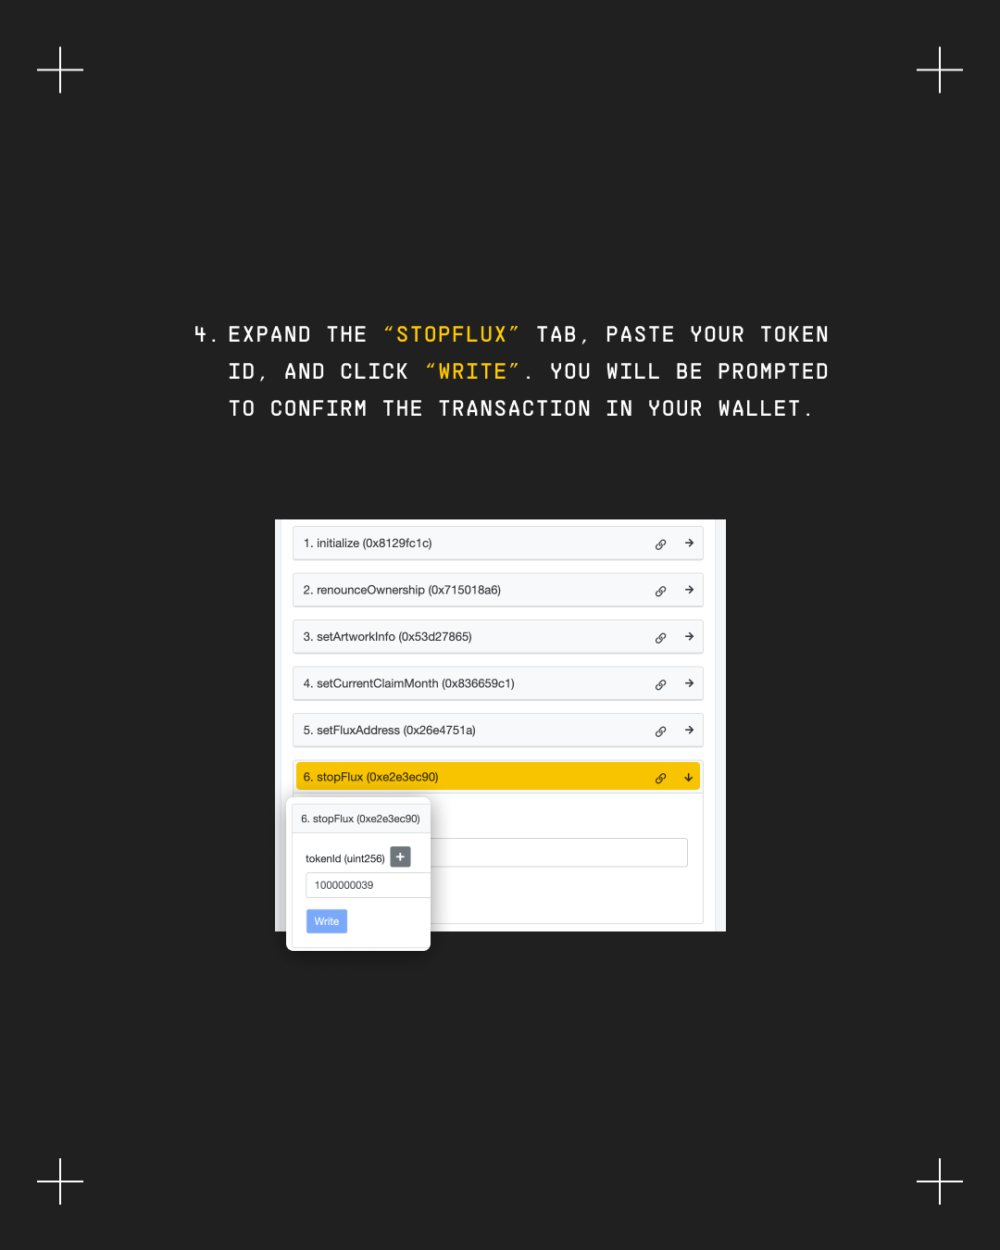 4. EXPAND THE “STOPFLUX” TAB, PASTE YOUR TOKEN
ID, AND CLICK “WRITE”. YOU WILL BE PROMPTED
TO CONFIRM THE TRANSACTION IN YOUR WALLET.
1. initialize (0x8129fc1c)
2. renounceOwnership (0x715018a6)
3. setArtworkInfo (0x53d27865)
4. setCurrentClaimMonth (0x836659c1)
5. setFluxAddress (0x26e4751a)
6. stopFlux (0xe2e3ec90)
6. stopFlux (0xe2e3ec90)
tokenId (uint256) +
1000000039
Write